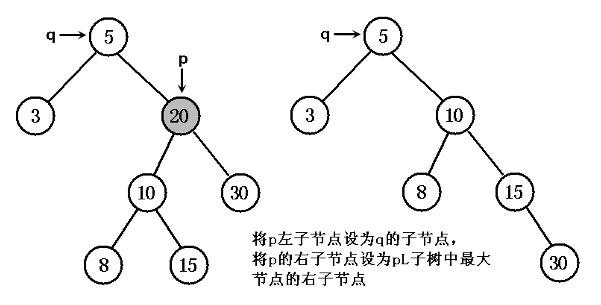 q 5 q 5
p
3 20 3 10
10 30 8 15
8 15 30
将p左子节点设为q的子节点，
将p的右子节点设为pL子树中最大
节点的右子节点